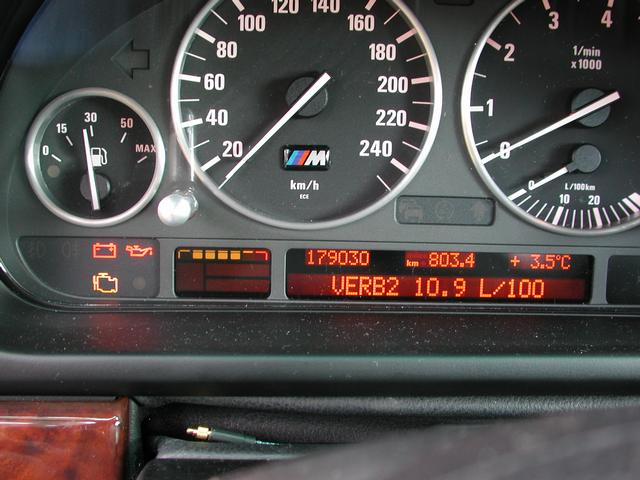 120 140
100 160
80 180
60 200
40 220
20 240
M
km/h
ECE
0 15 30 50 MAX
0 1 2 3 4
1/min
x1000
0 10 20
L/100km
179030 km 803.4 + 3.5°C
VERB2 10.9 L/100